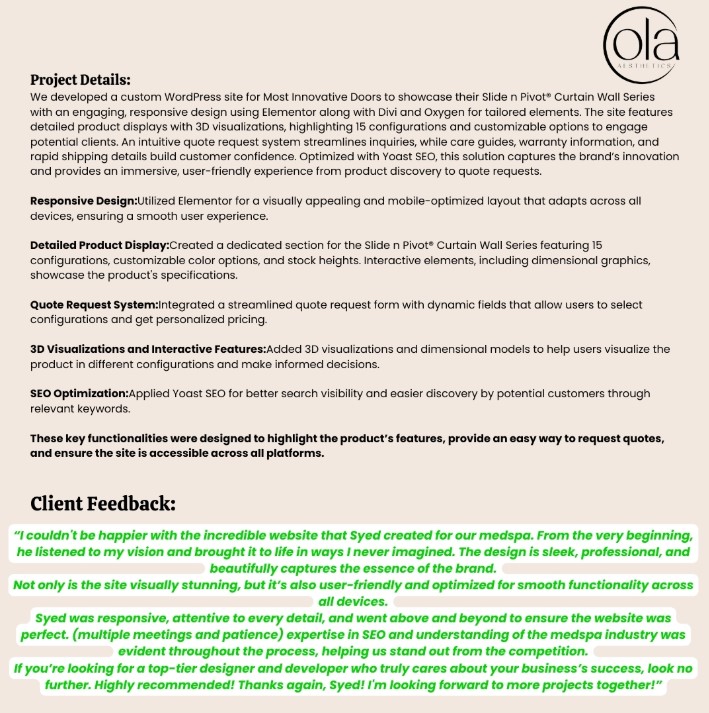 ola
AESTHETICS
Project Details:
We developed a custom WordPress site for Most Innovative Doors to showcase their Slide n Pivot® Curtain Wall Series
with an engaging, responsive design using Elementor along with Divi and Oxygen for tailored elements. The site features
detailed product displays with 3D visualizations, highlighting 15 configurations and customizable options to engage
potential clients. An intuitive quote request system streamlines inquiries, while care guides, warranty information, and
rapid shipping details build customer confidence. Optimized with Yoast SEO, this solution captures the brand’s innovation
and provides an immersive, user-friendly experience from product discovery to quote requests.
Responsive Design:Utilized Elementor for a visually appealing and mobile-optimized layout that adapts across all
devices, ensuring a smooth user experience.
Detailed Product Display:Created a dedicated section for the Slide n Pivot® Curtain Wall Series featuring 15
configurations, customizable color options, and stock heights. Interactive elements, including dimensional graphics,
showcase the product's specifications.
Quote Request System:Integrated a streamlined quote request form with dynamic fields that allow users to select
configurations and get personalized pricing.
3D Visualizations and Interactive Features:Added 3D visualizations and dimensional models to help users visualize the
product in different configurations and make informed decisions.
SEO Optimization:Applied Yoast SEO for better search visibility and easier discovery by potential customers through
relevant keywords.
These key functionalities were designed to highlight the product’s features, provide an easy way to request quotes,
and ensure the site is accessible across all platforms.
Client Feedback:
“I couldn't be happier with the incredible website that Syed created for our medspa. From the very beginning,
he listened to my vision and brought it to life in ways I never imagined. The design is sleek, professional, and
beautifully captures the essence of the brand.
Not only is the site visually stunning, but it’s also user-friendly and optimized for smooth functionality across
all devices.
Syed was responsive, attentive to every detail, and went above and beyond to ensure the website was
perfect. (multiple meetings and patience) expertise in SEO and understanding of the medspa industry was
evident throughout the process, helping us stand out from the competition.
If you’re looking for a top-tier designer and developer who truly cares about your business’s success, look no
further. Highly recommended! Thanks again, Syed! I'm looking forward to more projects together!”